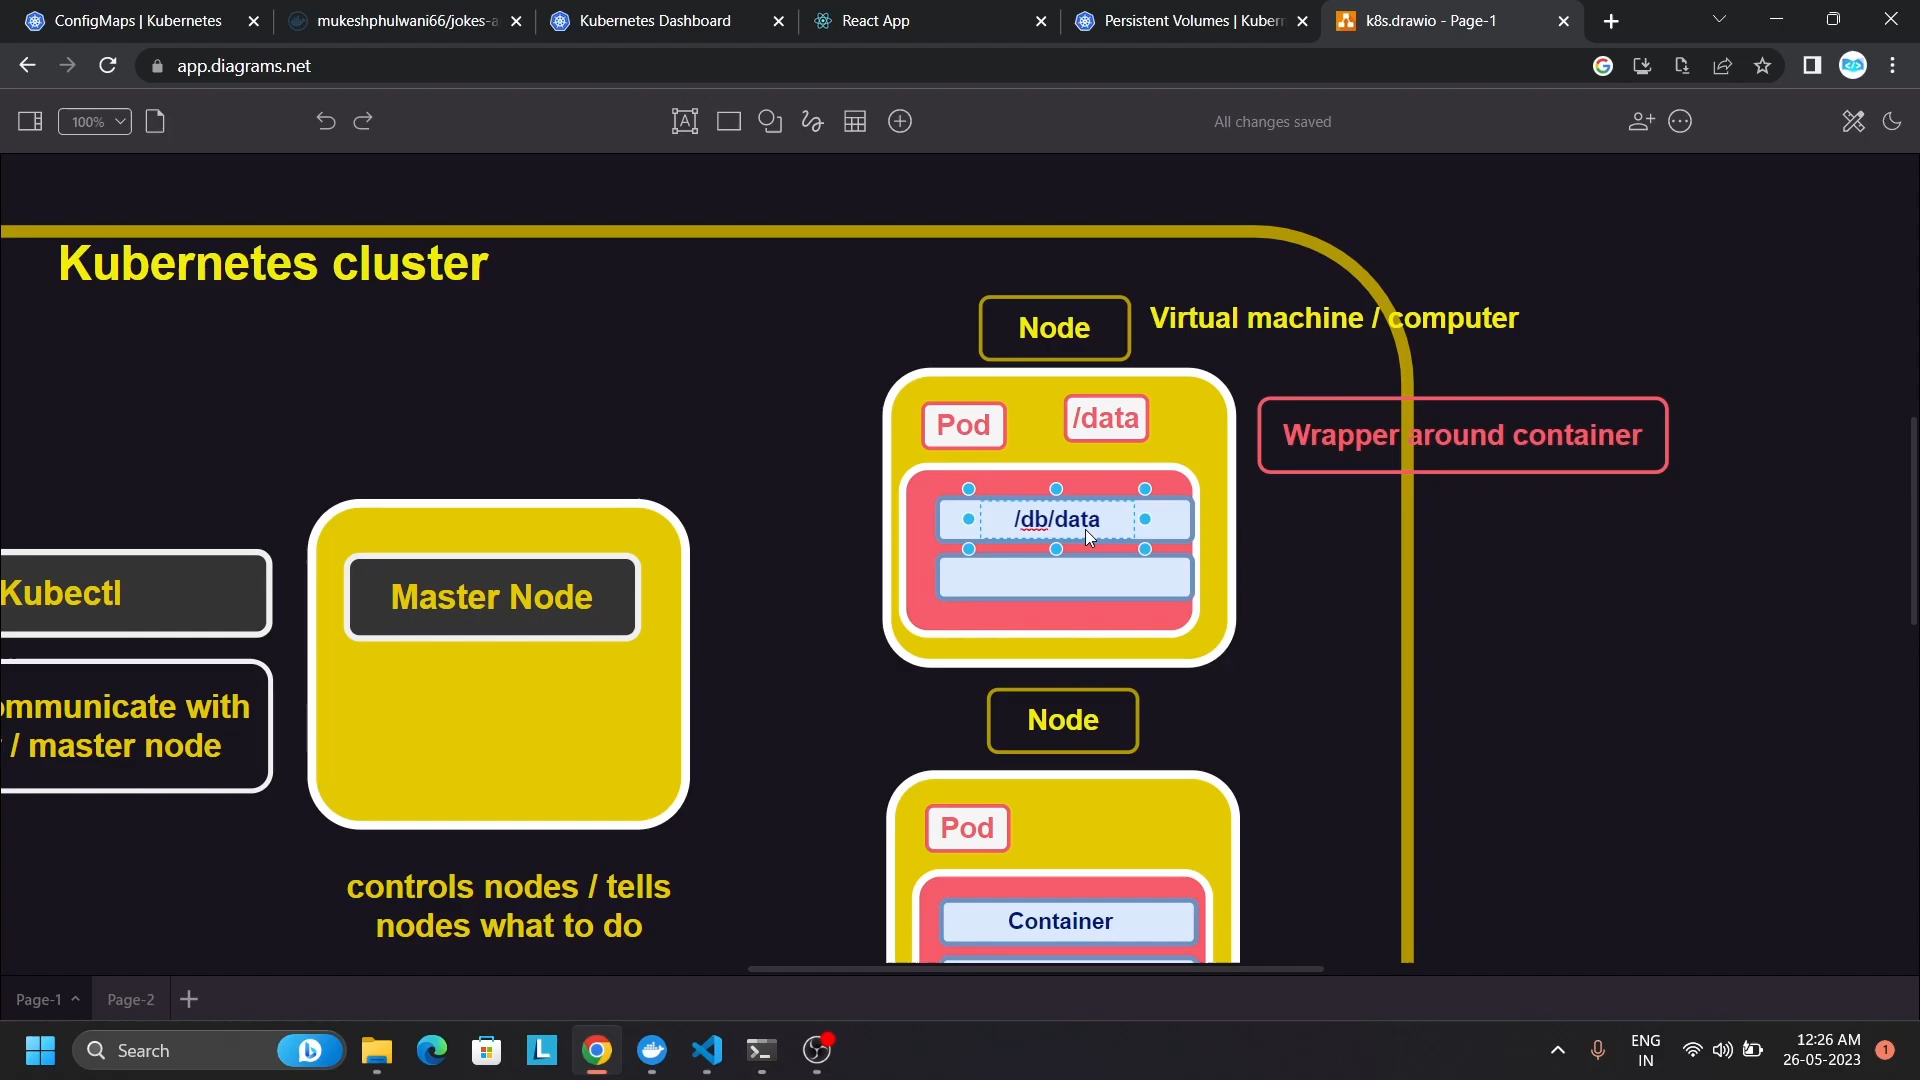 ConfigMaps | Kubernetes
mukeshphulwani66/jokes-a
Kubernetes Dashboard
React App
Persistent Volumes | Kubern
k8s.drawio - Page-1
app.diagrams.net
100%
A
All changes saved
Kubernetes cluster
Node
Virtual machine / computer
Pod
/data
Wrapper around container
/db/data
Kubectl
Master Node
ommunicate with
/ master node
Node
Pod
controls nodes / tells
nodes what to do
Container
Page-1
Page-2
Search
L
ENG
IN
12:26 AM
26-05-2023
1